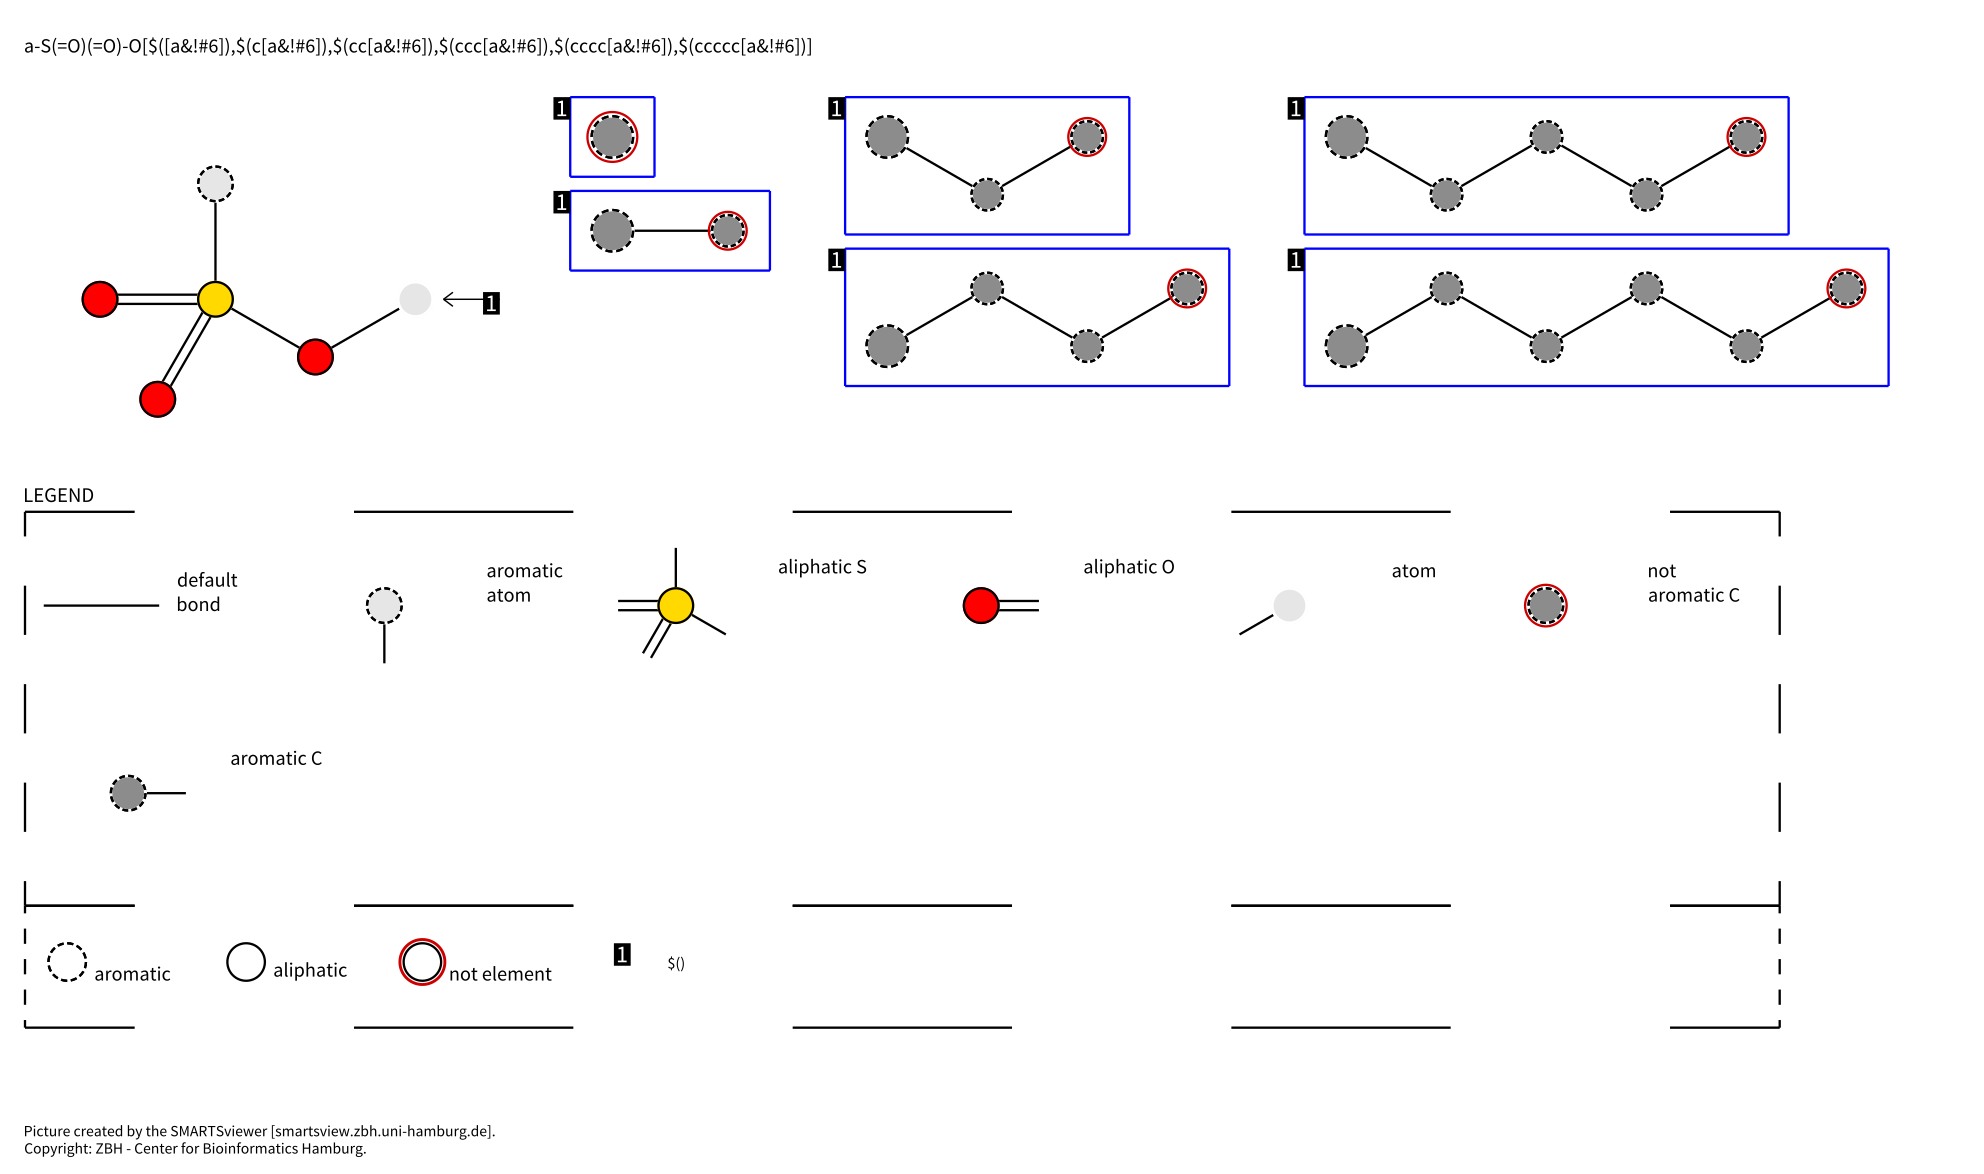 a-S(=O)(=O)-O[$([a&!#6]),$(c[a&!#6]),$(cc[a&!#6]),$(ccc[a&!#6]),$(cccc[a&!#6]),$(ccccc[a&!#6])]
1
1
1
1
1
1
1
LEGEND
default
bond
aromatic
atom
aliphatic S
aliphatic O
atom
not
aromatic C
aromatic C
aromatic
aliphatic
not element
1
$()
Picture created by the SMARTSviewer [smartsview.zbh.uni-hamburg.de].
Copyright: ZBH - Center for Bioinformatics Hamburg.